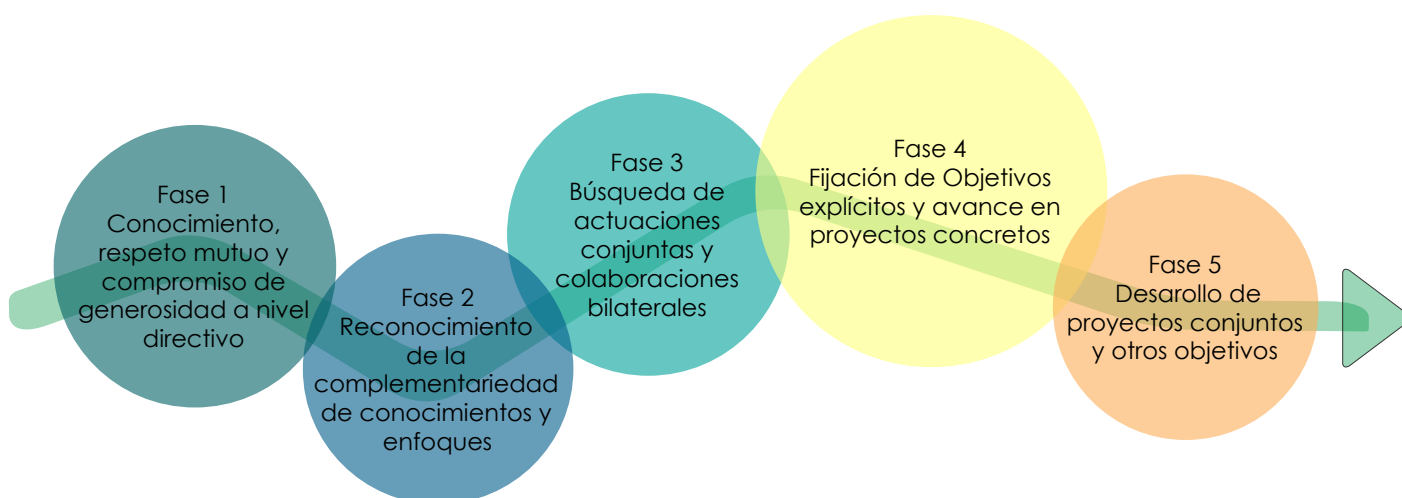 Fase 1
Conocimiento,
respeto mutuo y
compromiso de
generosidad a nivel
directivo
Fase 2
Reconocimiento
de la
complementariedad
de conocimientos y
enfoques
Fase 3
Búsqueda de
actuaciones
conjuntas y
colaboraciones
bilaterales
Fase 4
Fijación de Objetivos
explícitos y avance en
proyectos concretos
Fase 5
Desarollo de
proyectos conjuntos
y otros objetivos